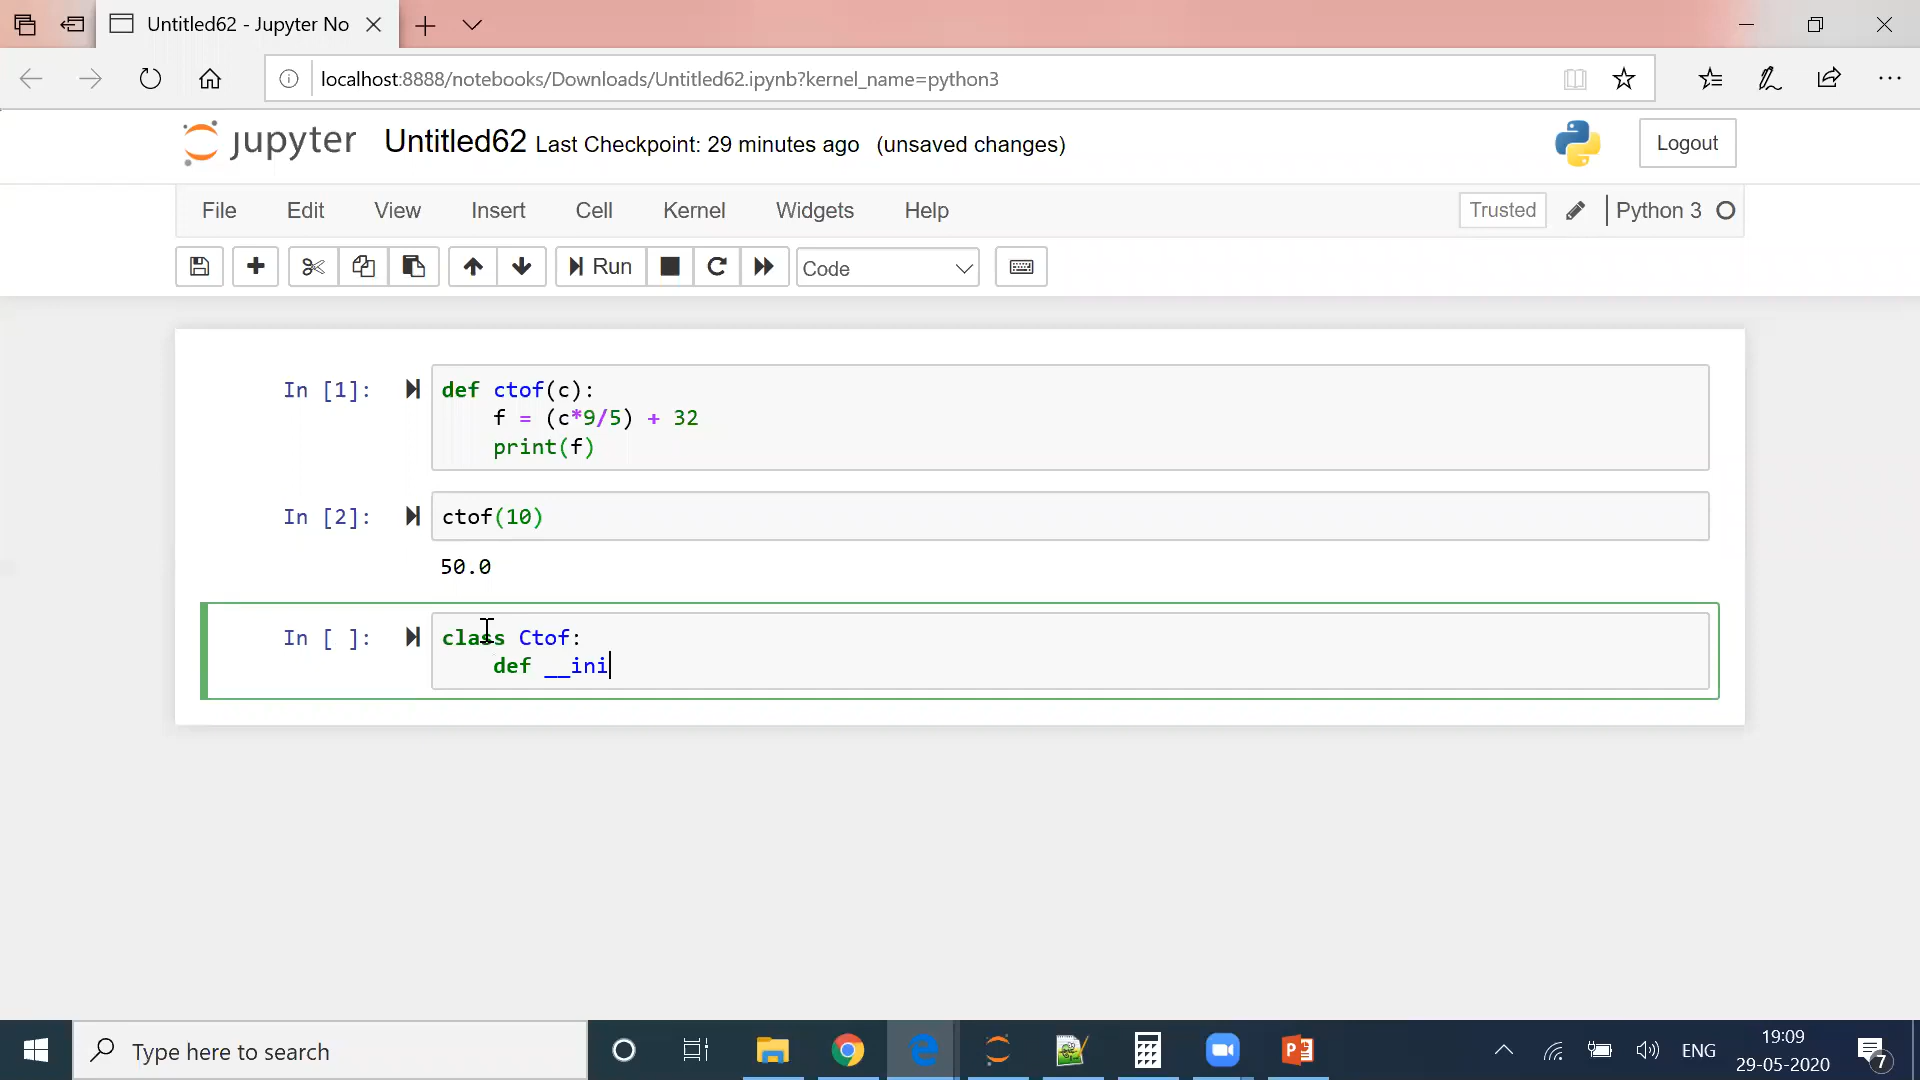 Untitled62 - Jupyter No
localhost:8888/notebooks/Downloads/Untitled62.ipynb?kernel_name=python3
jupyter Untitled62 Last Checkpoint: 29 minutes ago (unsaved changes)
Logout
File Edit View Insert Cell Kernel Widgets Help
Trusted Python 3
Run Code
In [1]: def ctof(c):
    f = (c*9/5) + 32
    print(f)
In [2]: ctof(10)
50.0
In [ ]: class Ctof:
    def __ini
Type here to search
ENG
19:09
29-05-2020
7